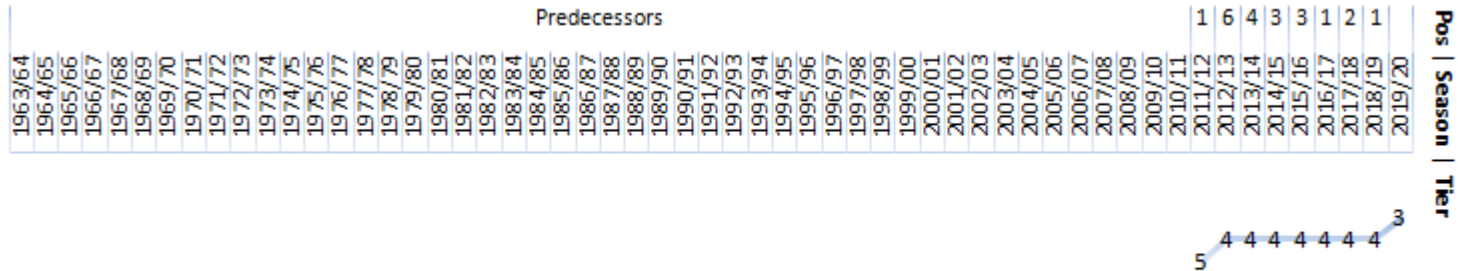 Predecessors 1 6 4 3 3 1 2 1
1963/64 1964/65 1965/66 1966/67 1967/68 1968/69 1969/70 1970/71 1971/72 1972/73 1973/74 1974/75 1975/76 1976/77 1977/78 1978/79 1979/80 1980/81 1981/82 1982/83 1983/84 1984/85 1985/86 1986/87 1987/88 1988/89 1989/90 1990/91 1991/92 1992/93 1993/94 1994/95 1995/96 1996/97 1997/98 1998/99 1999/00 2000/01 2001/02 2002/03 2003/04 2004/05 2005/06 2006/07 2007/08 2008/09 2009/10 2010/11 2011/12 2012/13 2013/14 2014/15 2015/16 2016/17 2017/18 2018/19 2019/20
5 4 4 4 4 4 4 4 3
Pos | Season | Tier